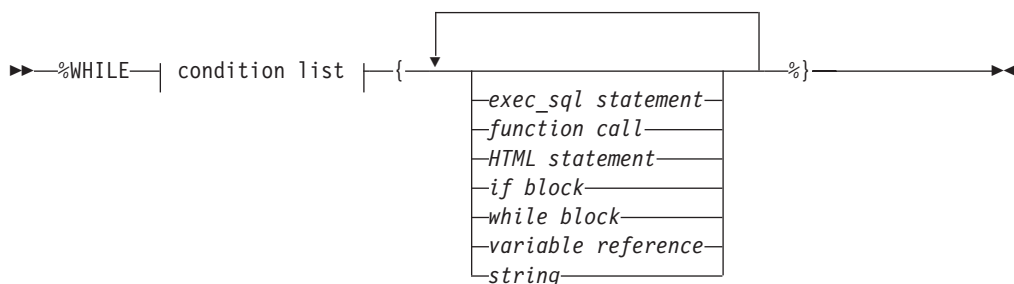 %WHILE condition list { %}
exec_sql statement
function call
HTML statement
if block
while block
variable reference
string